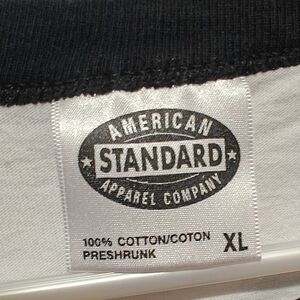 AMERICAN
★ STANDARD ★
APPAREL COMPANY
100% COTTON/COTON
PRESHRUNK
XL